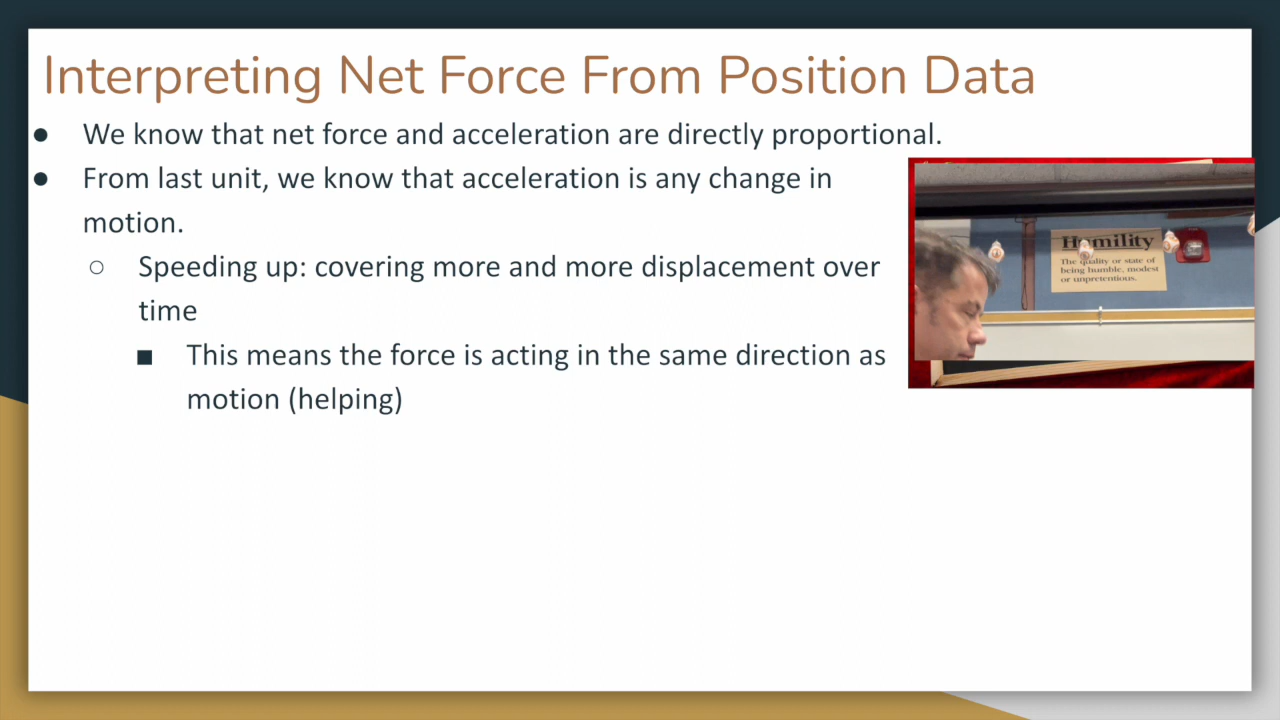 Interpreting Net Force From Position Data
● We know that net force and acceleration are directly proportional.
● From last unit, we know that acceleration is any change in
motion.
○ Speeding up: covering more and more displacement over
time
■ This means the force is acting in the same direction as
motion (helping)
Humility
The quality or state of
being humble, modest
or unpretentious.